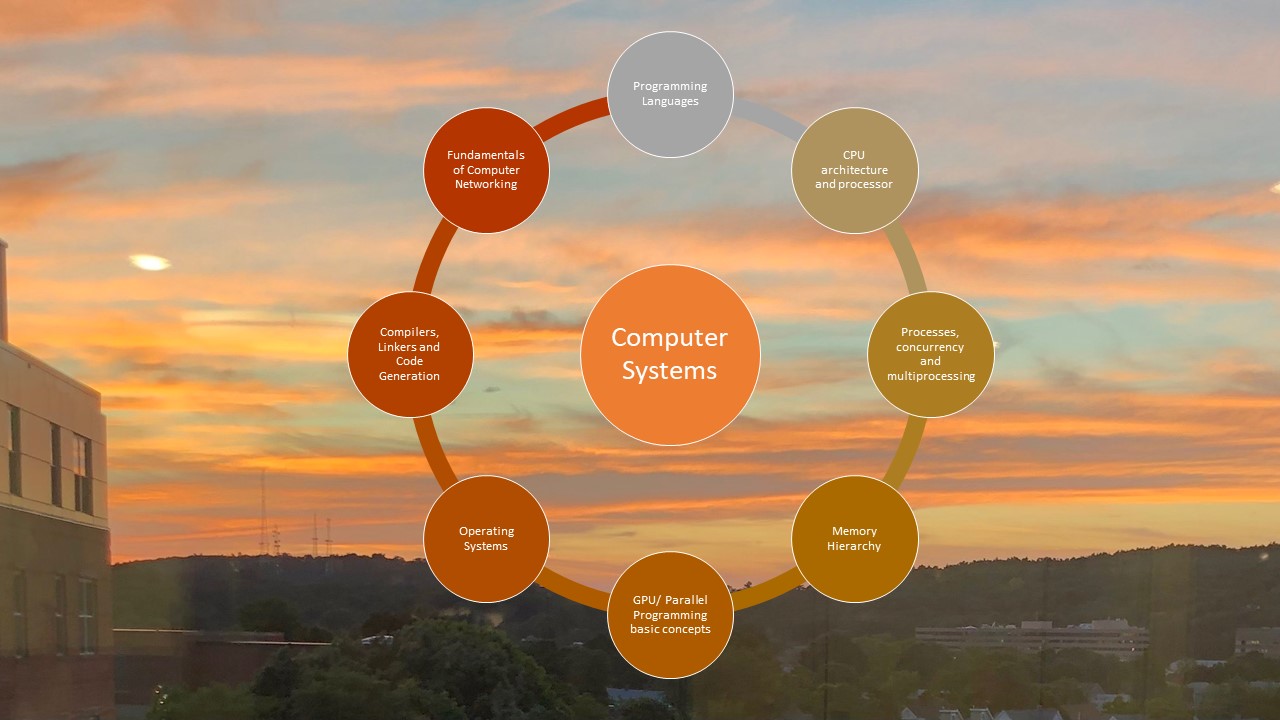 Programming
Languages
CPU
architecture
and processor
Processes,
concurrency
and
multiprocessing
Memory
Hierarchy
GPU/ Parallel
Programming
basic concepts
Operating
Systems
Compilers,
Linkers and
Code
Generation
Fundamentals
of Computer
Networking
Computer
Systems